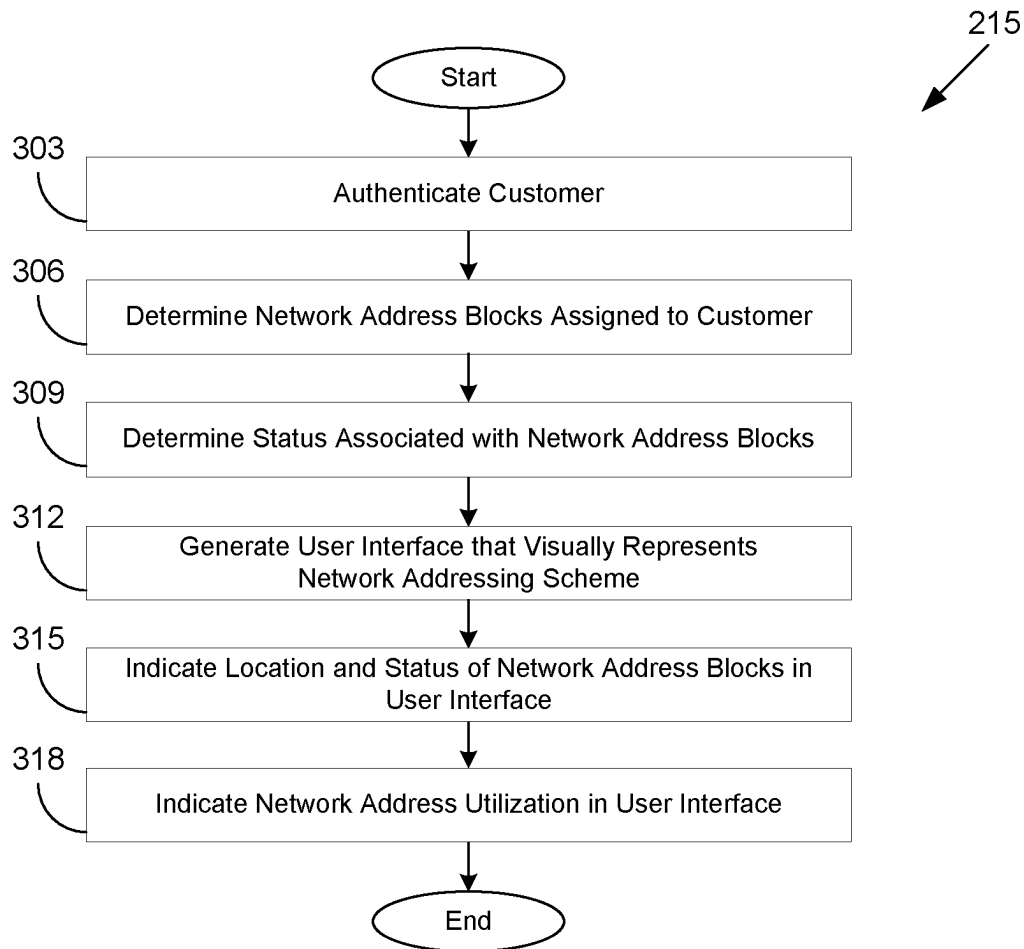 215
Start
303
Authenticate Customer
306
Determine Network Address Blocks Assigned to Customer
309
Determine Status Associated with Network Address Blocks
312
Generate User Interface that Visually Represents
Network Addressing Scheme
315
Indicate Location and Status of Network Address Blocks in
User Interface
318
Indicate Network Address Utilization in User Interface
End